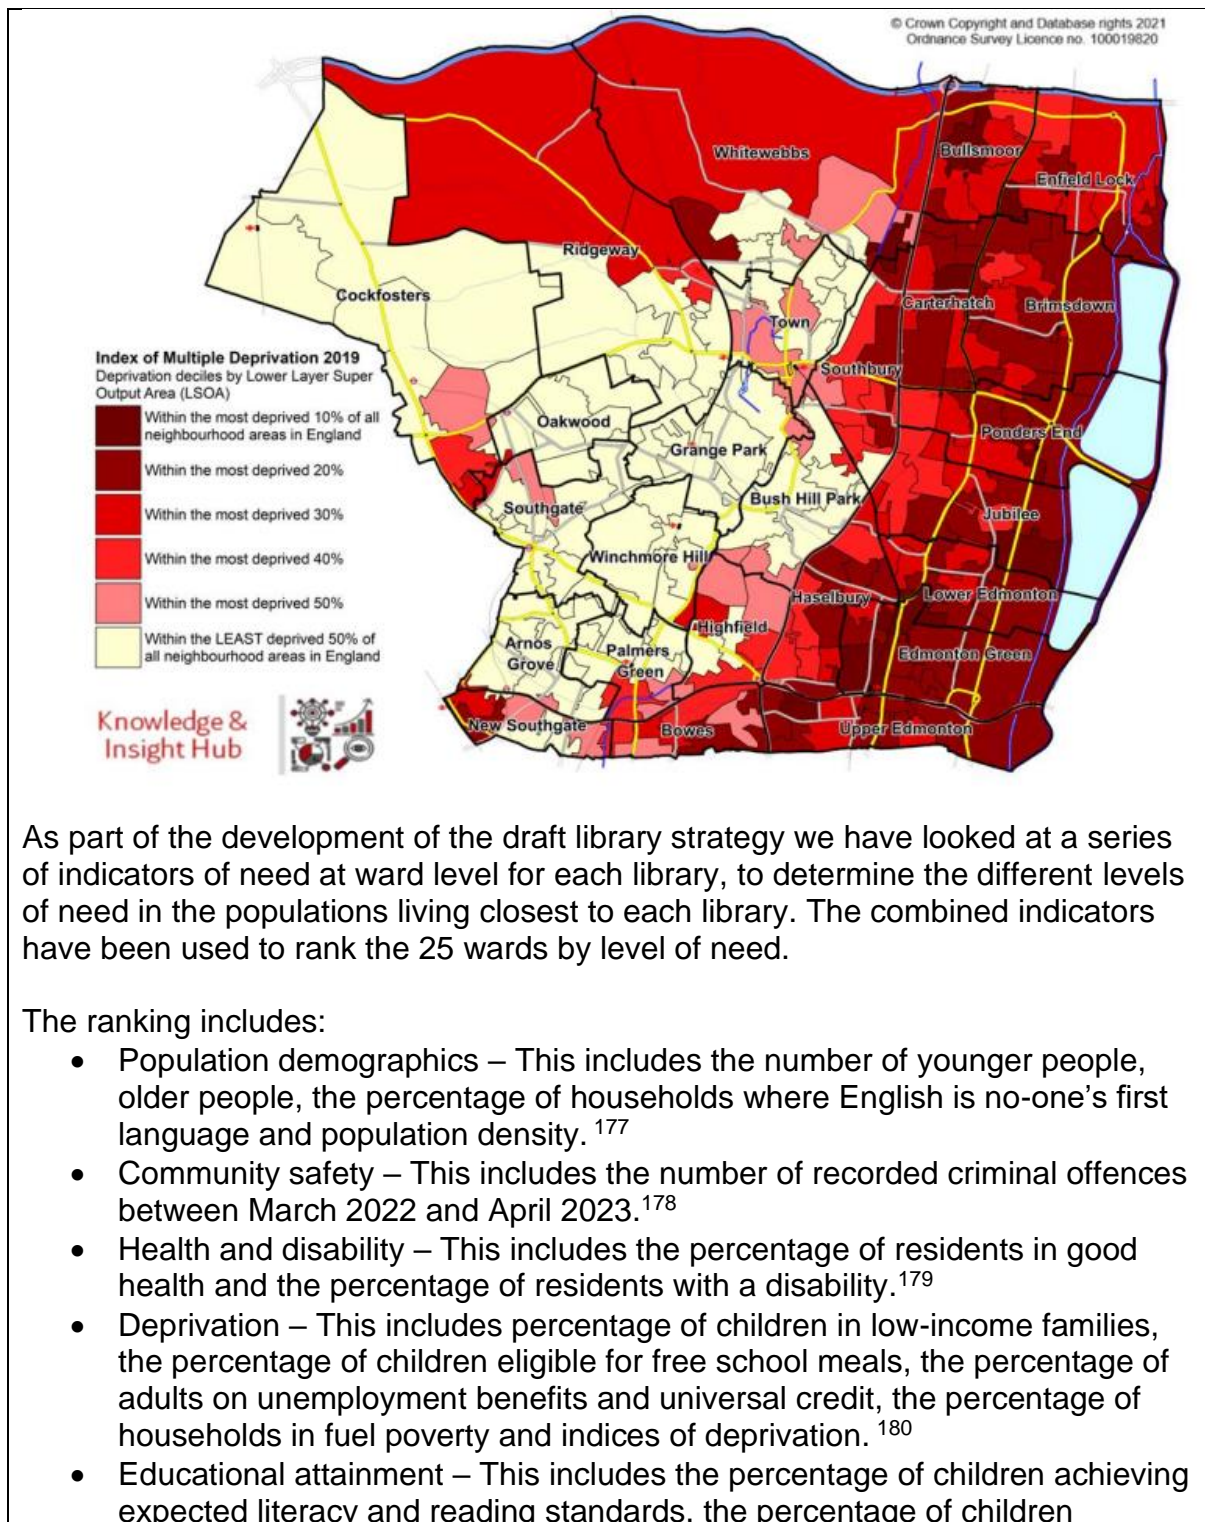 © Crown Copyright and Database rights 2021
Ordnance Survey Licence no. 100019820
Whitewebbs
Bullsmoor
Enfield Lock
Ridgeway
Cockfosters
Carterhatch
Brimsdown
Town
Southbury
Index of Multiple Deprivation 2019
Deprivation deciles by Lower Layer Super
Output Area (LSOA)
Within the most deprived 10% of all
neighbourhood areas in England
Within the most deprived 20%
Within the most deprived 30%
Within the most deprived 40%
Within the most deprived 50%
Within the LEAST deprived 50% of
all neighbourhood areas in England
Oakwood
Grange Park
Ponders End
Southgate
Bush Hill Park
Jubilee
Winchmore Hill
Haselbury
Lower Edmonton
Highfield
Arnos
Grove
Palmers
Green
Edmonton Green
New Southgate
Bowes
Upper Edmonton
Knowledge &
Insight Hub
As part of the development of the draft library strategy we have looked at a series
of indicators of need at ward level for each library, to determine the different levels
of need in the populations living closest to each library. The combined indicators
have been used to rank the 25 wards by level of need.
The ranking includes:
• Population demographics – This includes the number of younger people,
older people, the percentage of households where English is no-one’s first
language and population density. 177
• Community safety – This includes the number of recorded criminal offences
between March 2022 and April 2023.178
• Health and disability – This includes the percentage of residents in good
health and the percentage of residents with a disability.179
• Deprivation – This includes percentage of children in low-income families,
the percentage of children eligible for free school meals, the percentage of
adults on unemployment benefits and universal credit, the percentage of
households in fuel poverty and indices of deprivation. 180
• Educational attainment – This includes the percentage of children achieving
expected literacy and reading standards, the percentage of children